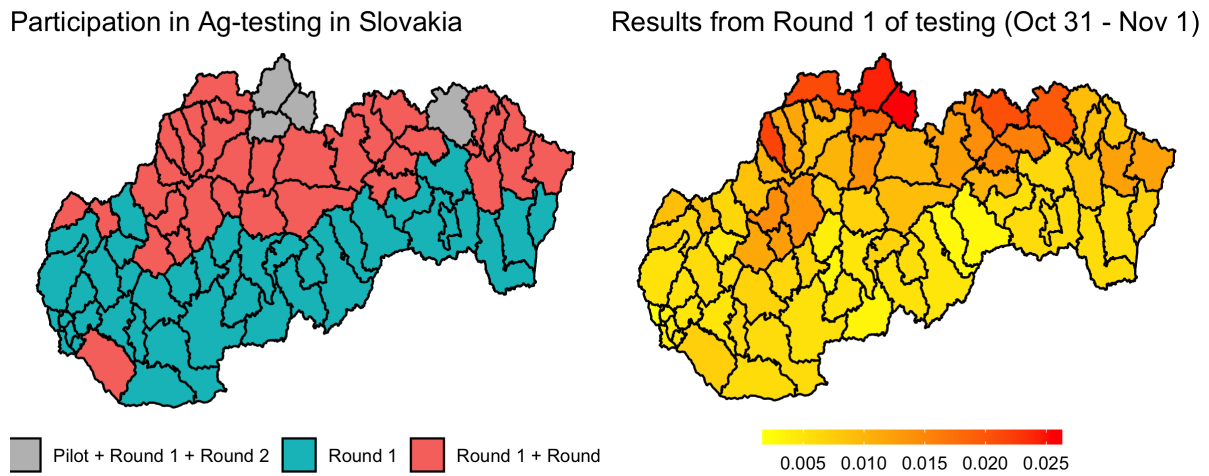 Participation in Ag-testing in Slovakia
Results from Round 1 of testing (Oct 31 - Nov 1)
Pilot + Round 1 + Round 2
Round 1
Round 1 + Round
0.005 0.010 0.015 0.020 0.025